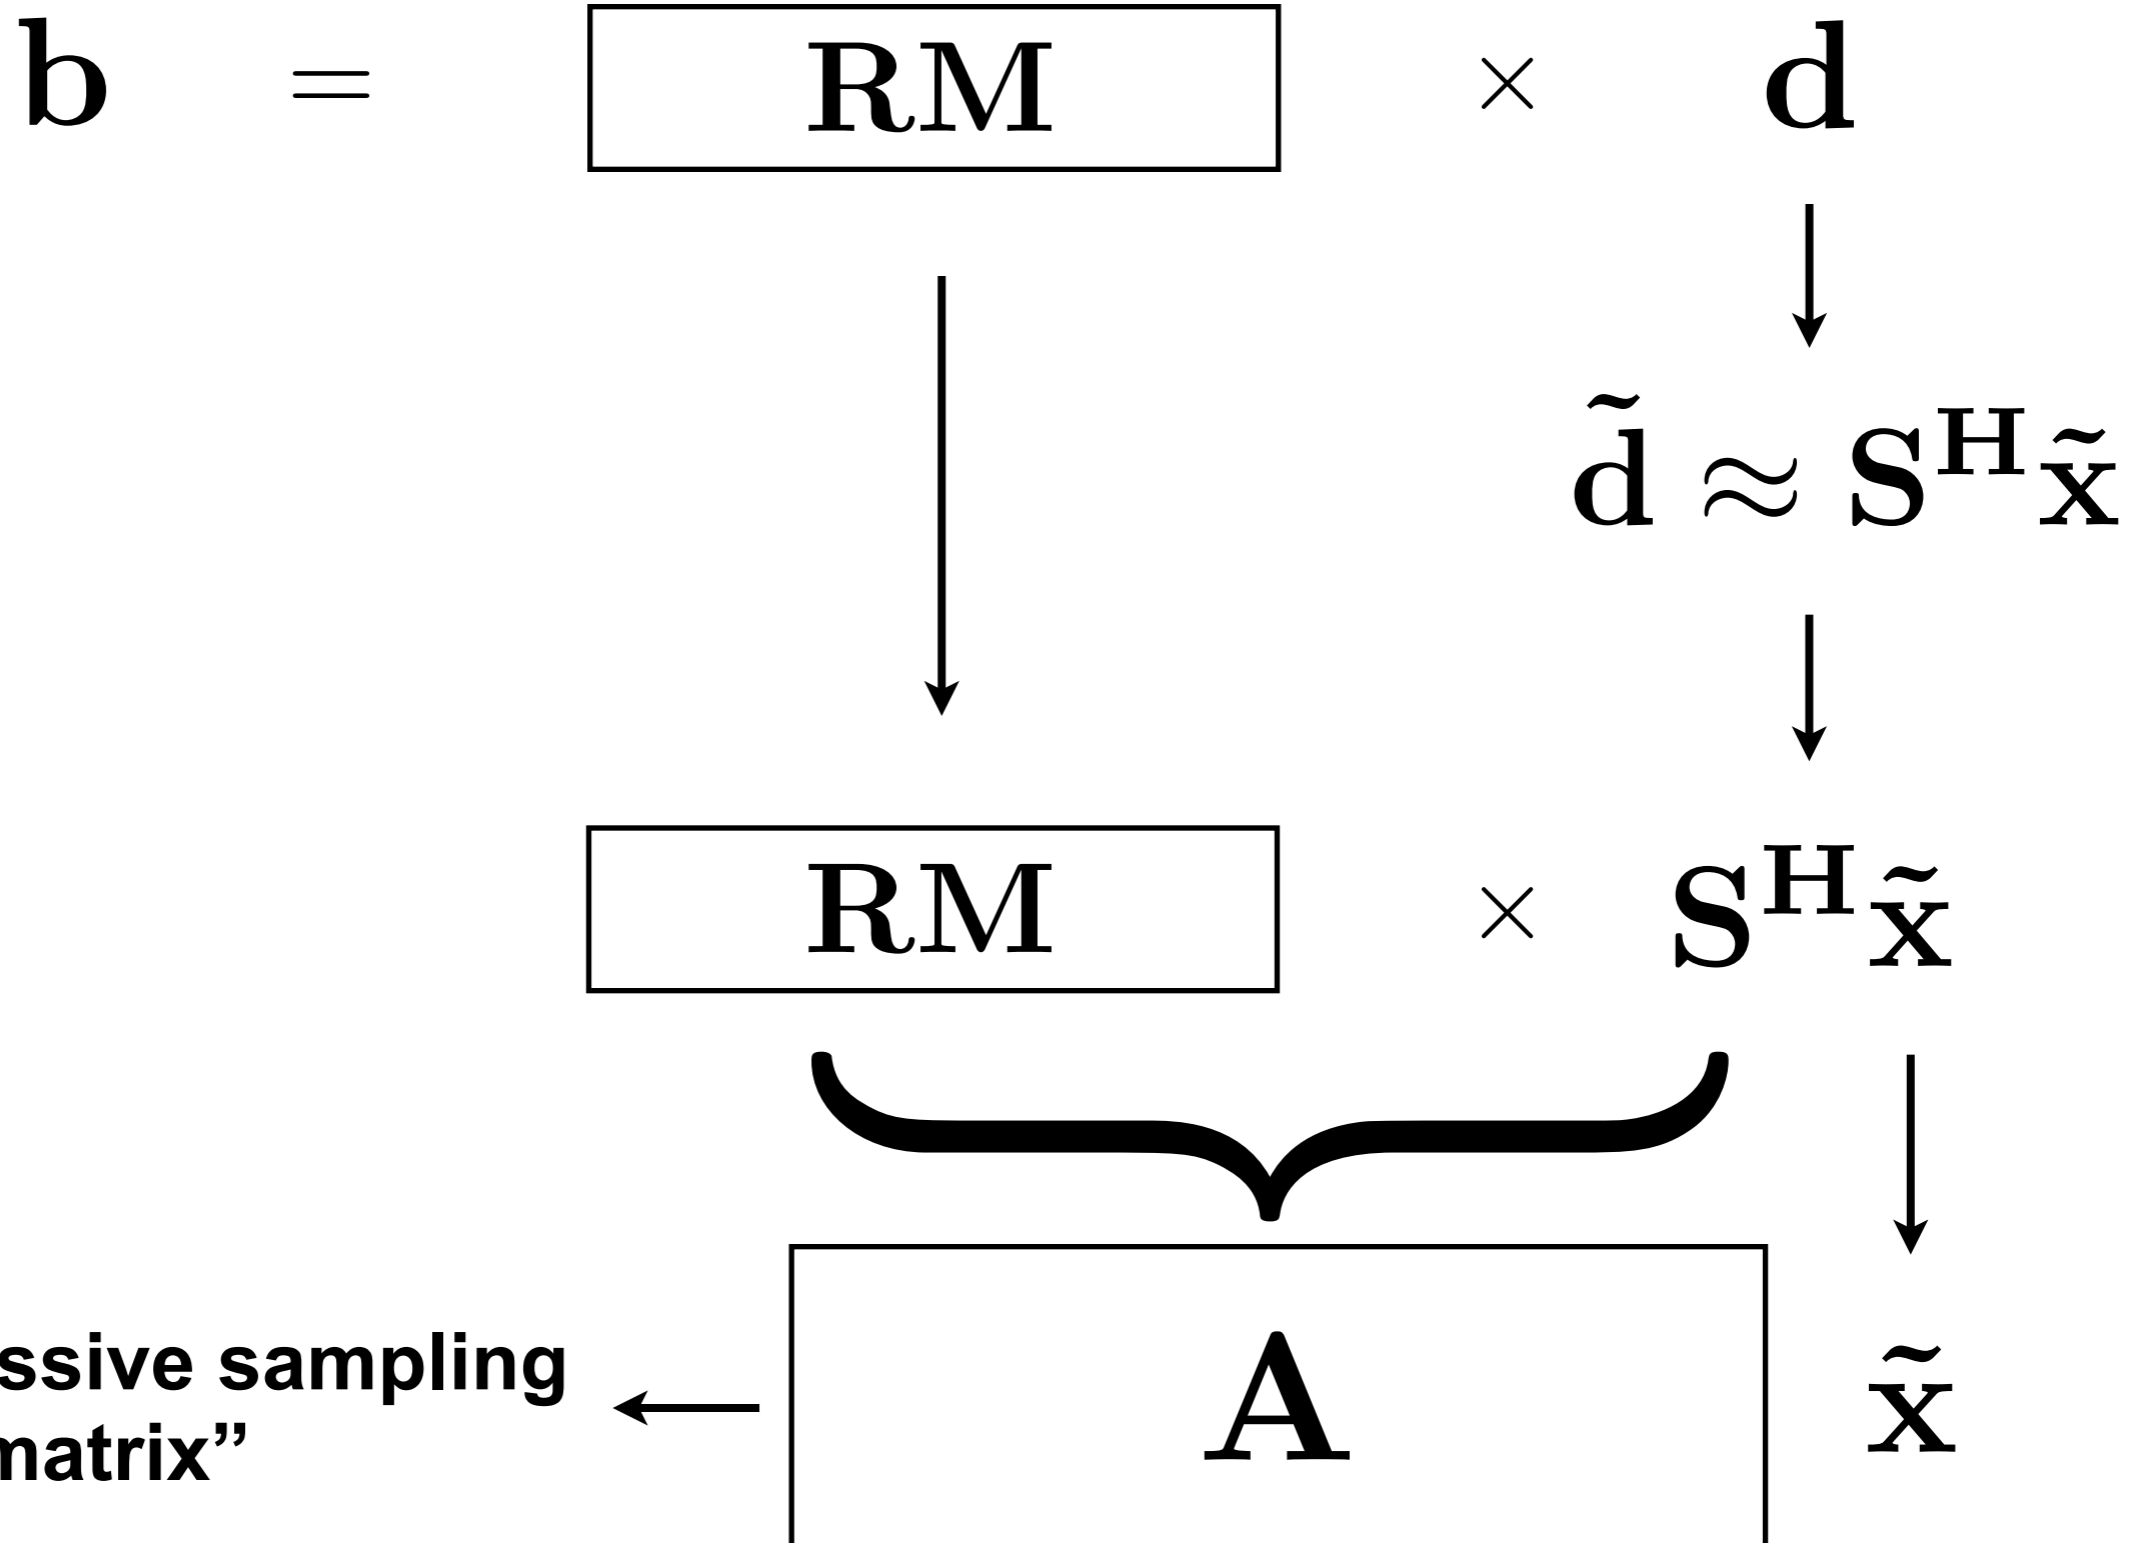 b = RM × d
d̃ ≈ Sᴴx̃
RM × Sᴴx̃
ssive sampling
A x̃
matrix”